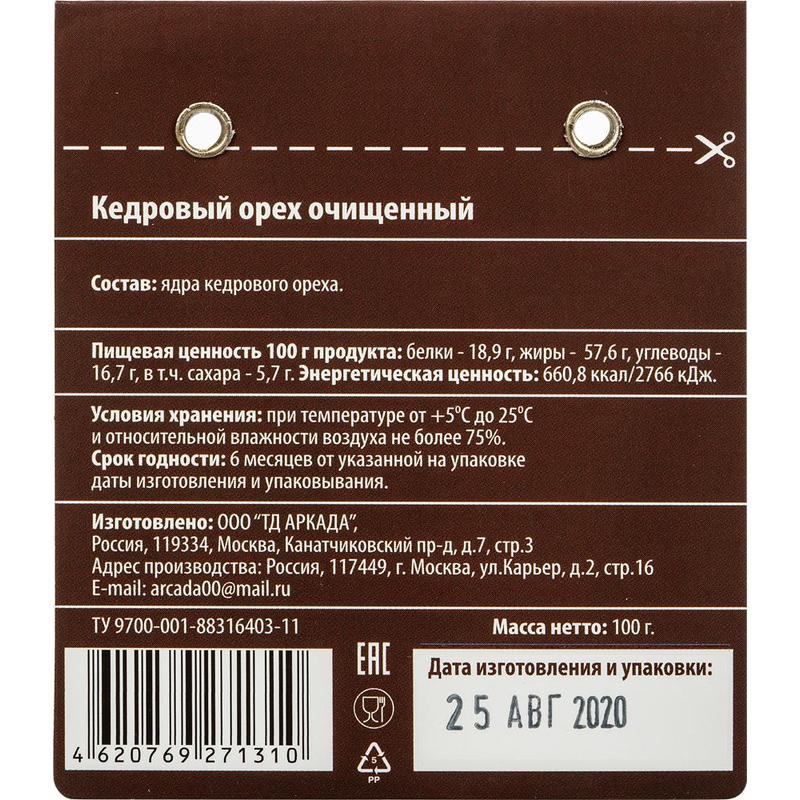 Кедровый орех очищенный
Состав: ядра кедрового ореха.
Пищевая ценность 100 г продукта: белки - 18,9 г, жиры - 57,6 г, углеводы -
16,7 г, в т.ч. сахара - 5,7 г. Энергетическая ценность: 660,8 ккал/2766 кДж.
Условия хранения: при температуре от +5⁰C до 25⁰C
и относительной влажности воздуха не более 75%.
Срок годности: 6 месяцев от указанной на упаковке
даты изготовления и упаковывания.
Изготовлено: ООО "ТД АРКАДА",
Россия, 119334, Москва, Канатчиковский пр-д, д.7, стр.3
Адрес производства: Россия, 117449, г. Москва, ул.Карьер, д.2, стр.16
E-mail: arcada00@mail.ru
ТУ 9700-001-88316403-11
Масса нетто: 100 г.
EAC
Дата изготовления и упаковки:
25 АВГ 2020
4 620769 271310
5
PP